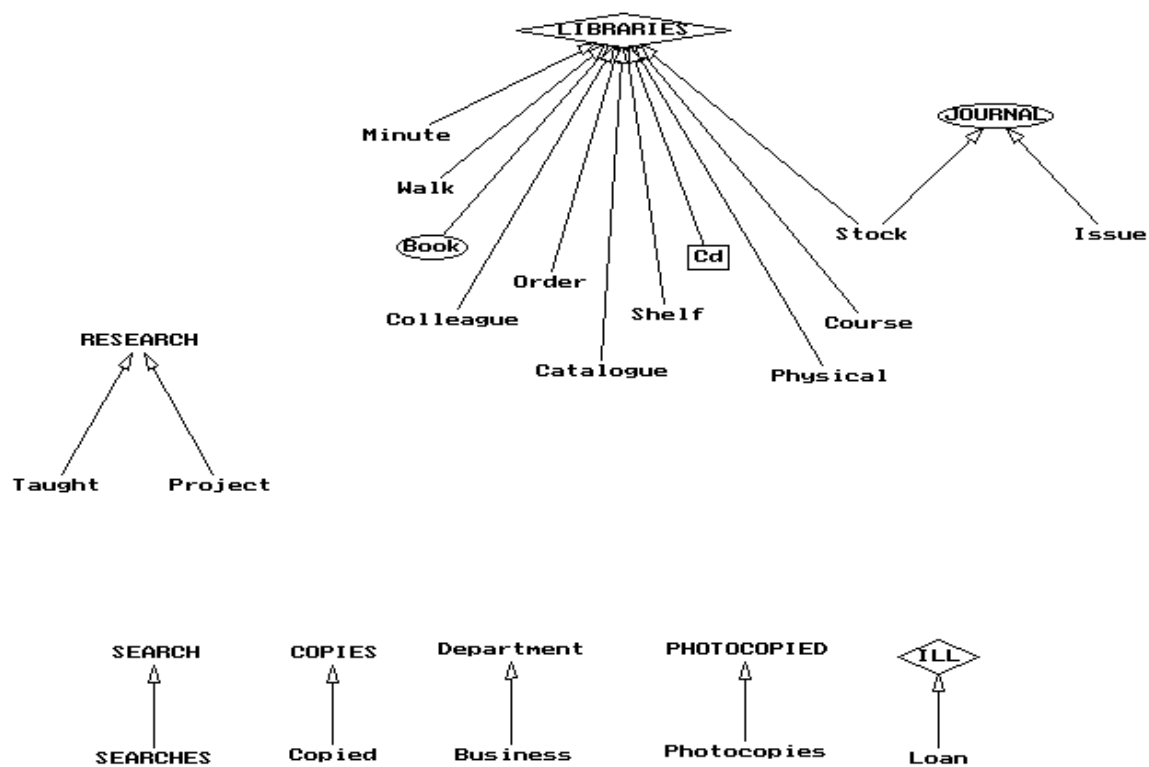 LIBRARIES
JOURNAL
Minute
Walk
Book
Stock
Issue
Cd
Order
Colleague
Shelf
Course
RESEARCH
Catalogue
Physical
Taught
Project
SEARCH
COPIES
Department
PHOTOCOPIED
ILL
SEARCHES
Copied
Business
Photocopies
Loan